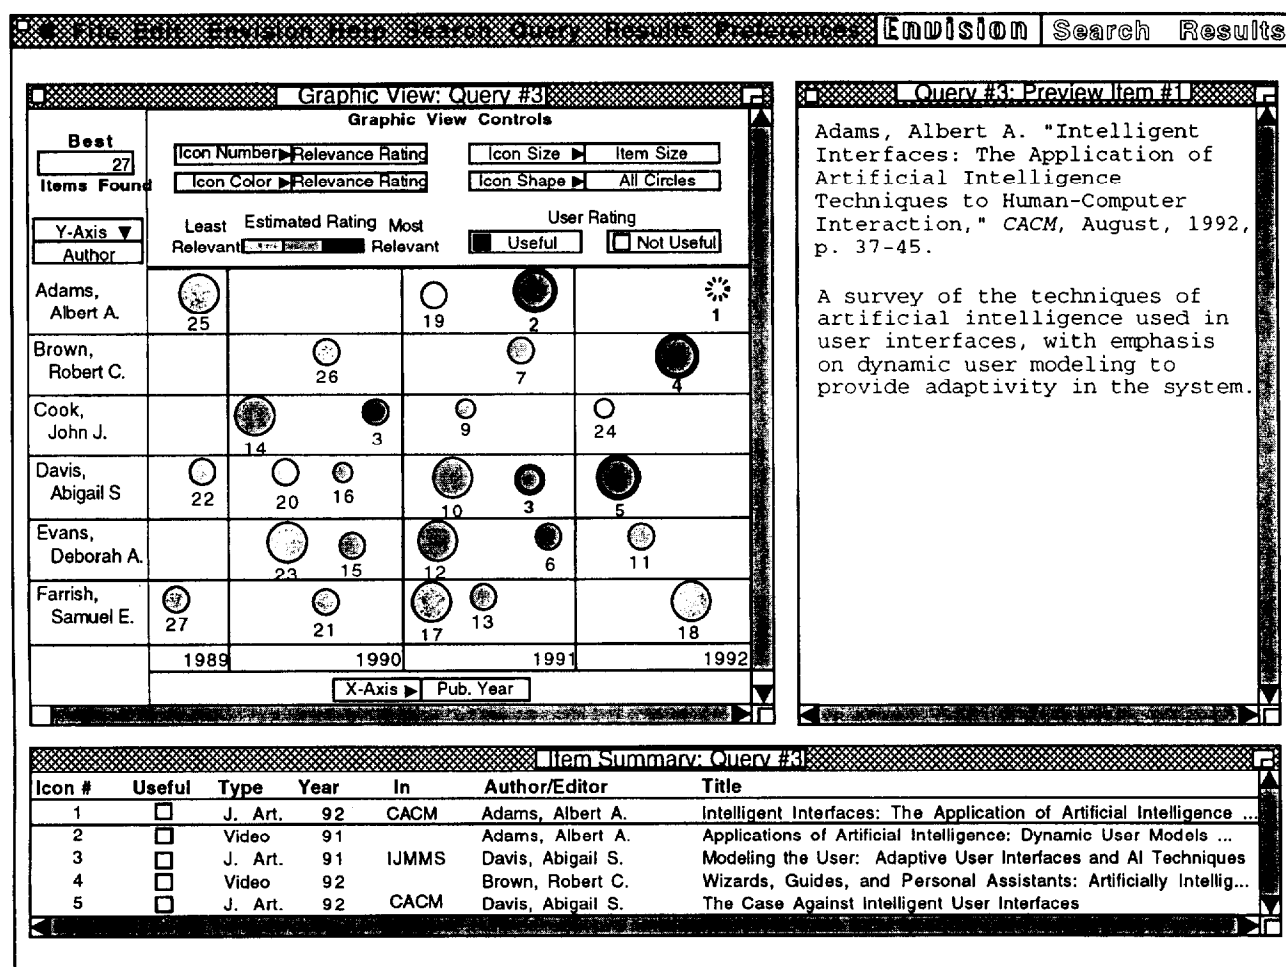 File Edit Envision Help Search Query Results Preferences Envision Search Results
Graphic View: Query #3
Graphic View Controls
Best
27
Items Found
Icon Number ▶ Relevance Rating
Icon Size ▶ Item Size
Icon Color ▶ Relevance Rating
Icon Shape ▶ All Circles
Y-Axis ▼
Author
Least Relevant
Estimated Rating
Most Relevant
User Rating
Useful
Not Useful
Adams,
Albert A.
25
19
2
1
Brown,
Robert C.
26
7
4
Cook,
John J.
14
3
9
24
Davis,
Abigail S
22
20
16
10
3
5
Evans,
Deborah A.
23
15
12
6
11
Farrish,
Samuel E.
27
21
17
13
18
1989 1990 1991 1992
X-Axis ▶ Pub. Year
Query #3: Preview Item #1
Adams, Albert A. "Intelligent
Interfaces: The Application of
Artificial Intelligence
Techniques to Human-Computer
Interaction," CACM, August, 1992,
p. 37-45.
A survey of the techniques of
artificial intelligence used in
user interfaces, with emphasis
on dynamic user modeling to
provide adaptivity in the system.
Item Summary: Query #3
Icon # Useful Type Year In Author/Editor Title
1 J. Art. 92 CACM Adams, Albert A. Intelligent Interfaces: The Application of Artificial Intelligence ...
2 Video 91 Adams, Albert A. Applications of Artificial Intelligence: Dynamic User Models ...
3 J. Art. 91 IJMMS Davis, Abigail S. Modeling the User: Adaptive User Interfaces and AI Techniques
4 Video 92 Brown, Robert C. Wizards, Guides, and Personal Assistants: Artificially Intellig...
5 J. Art. 92 CACM Davis, Abigail S. The Case Against Intelligent User Interfaces